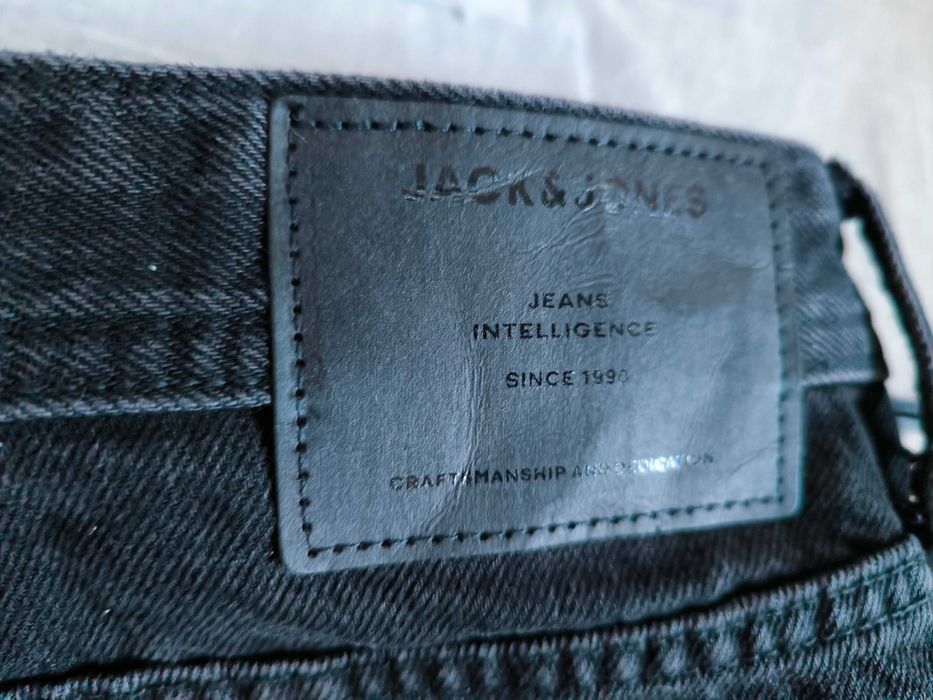 JACK & JONES
JEANS
INTELLIGENCE
SINCE 1990
CRAFTSMANSHIP AND DEDICATION